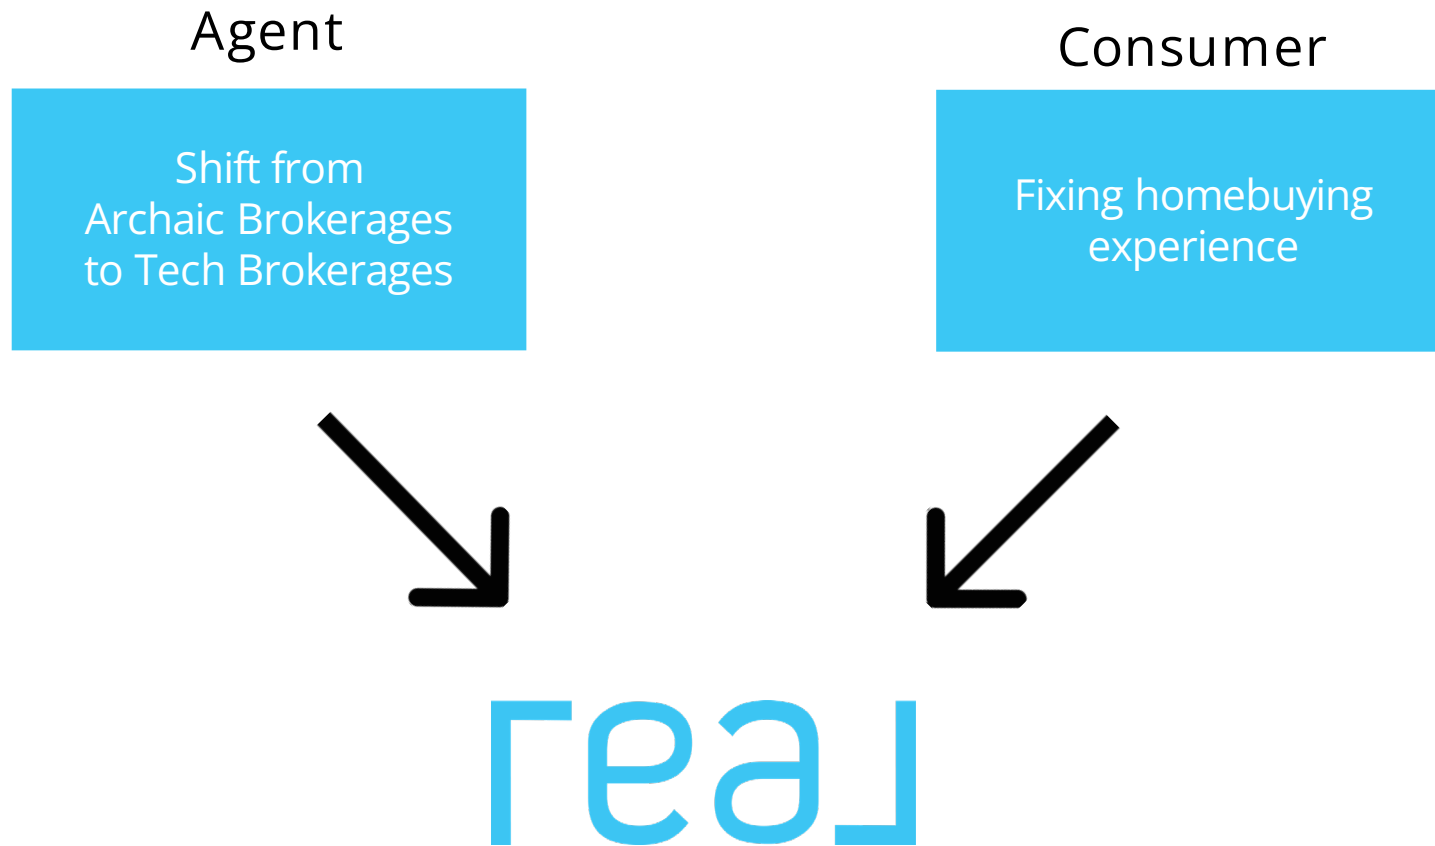 Agent
Consumer
Shift from
Archaic Brokerages
to Tech Brokerages
Fixing homebuying
experience
real